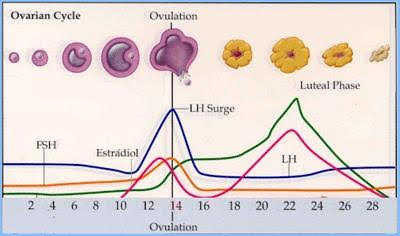 Ovarian Cycle
Ovulation
Luteal Phase
LH Surge
FSH
Estradiol
LH
2 4 6 8 10 12 14 16 18 20 22 24 26 28
Ovulation